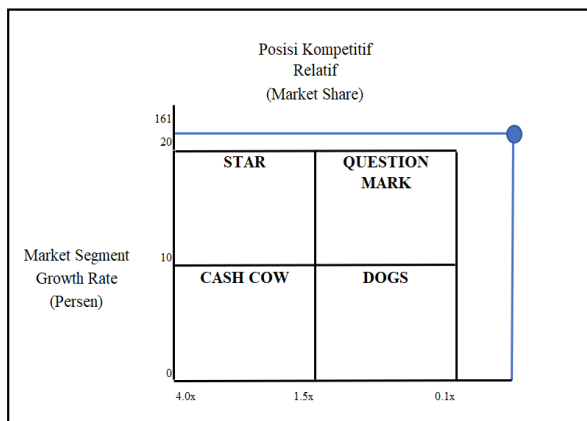 Posisi Kompetitif
Relatif
(Market Share)
161
20
STAR
QUESTION
MARK
Market Segment
Growth Rate
(Persen)
10
CASH COW
DOGS
0
4.0x
1.5x
0.1x